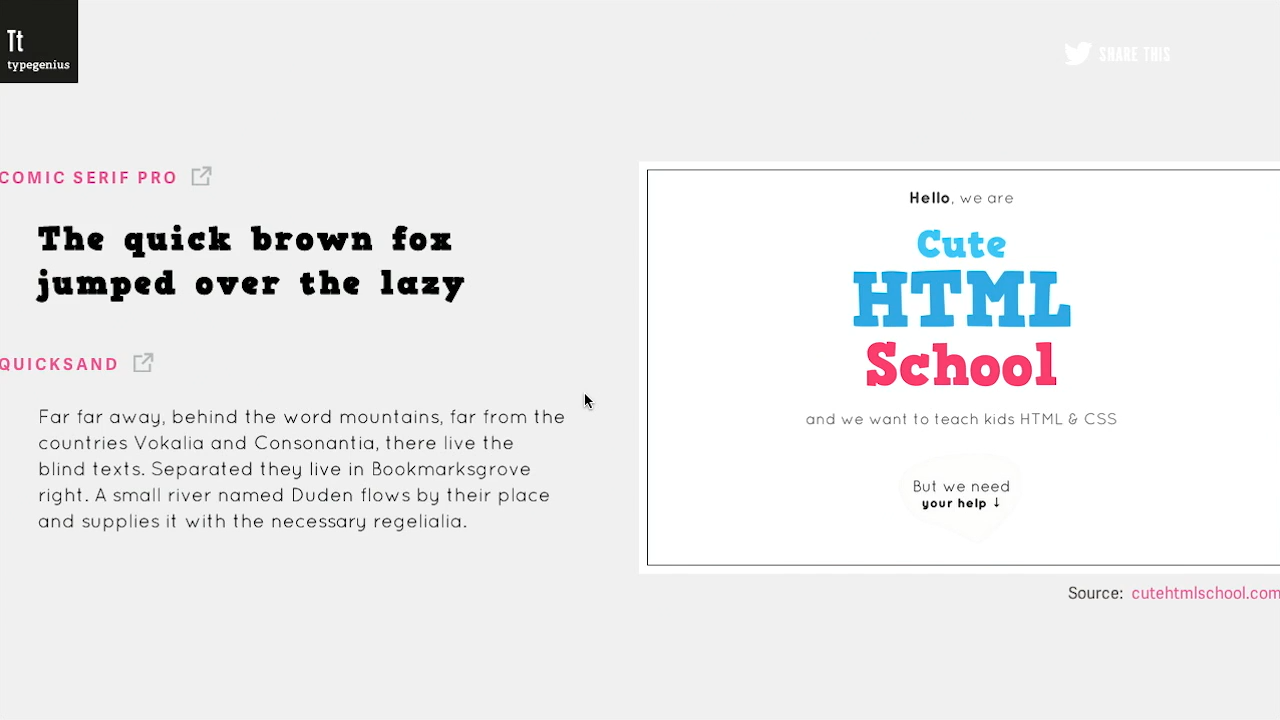 Tt
typegenius
SHARE THIS
COMIC SERIF PRO
The quick brown fox
jumped over the lazy
QUICKSAND
Far far away, behind the word mountains, far from the
countries Vokalia and Consonantia, there live the
blind texts. Separated they live in Bookmarksgrove
right. A small river named Duden flows by their place
and supplies it with the necessary regelialia.
Hello, we are
Cute
HTML
School
and we want to teach kids HTML & CSS
But we need
your help ↓
Source: cutehtmlschool.com